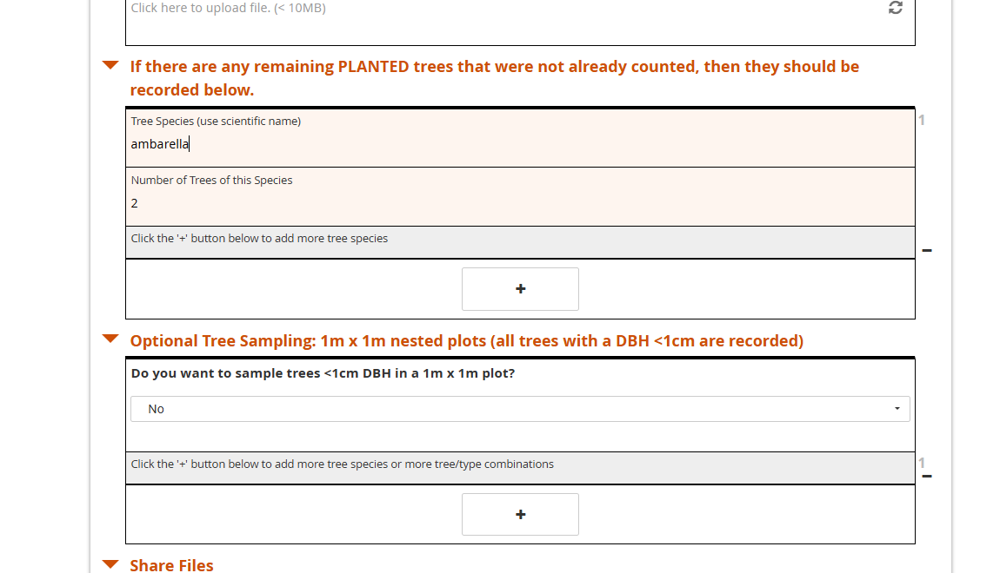 Click here to upload file. (< 10MB)
If there are any remaining PLANTED trees that were not already counted, then they should be
recorded below.
Tree Species (use scientific name)
1
ambarella
Number of Trees of this Species
2
Click the '+' button below to add more tree species
+
Optional Tree Sampling: 1m x 1m nested plots (all trees with a DBH <1cm are recorded)
Do you want to sample trees <1cm DBH in a 1m x 1m plot?
No
Click the '+' button below to add more tree species or more tree/type combinations
1
+
Share Files